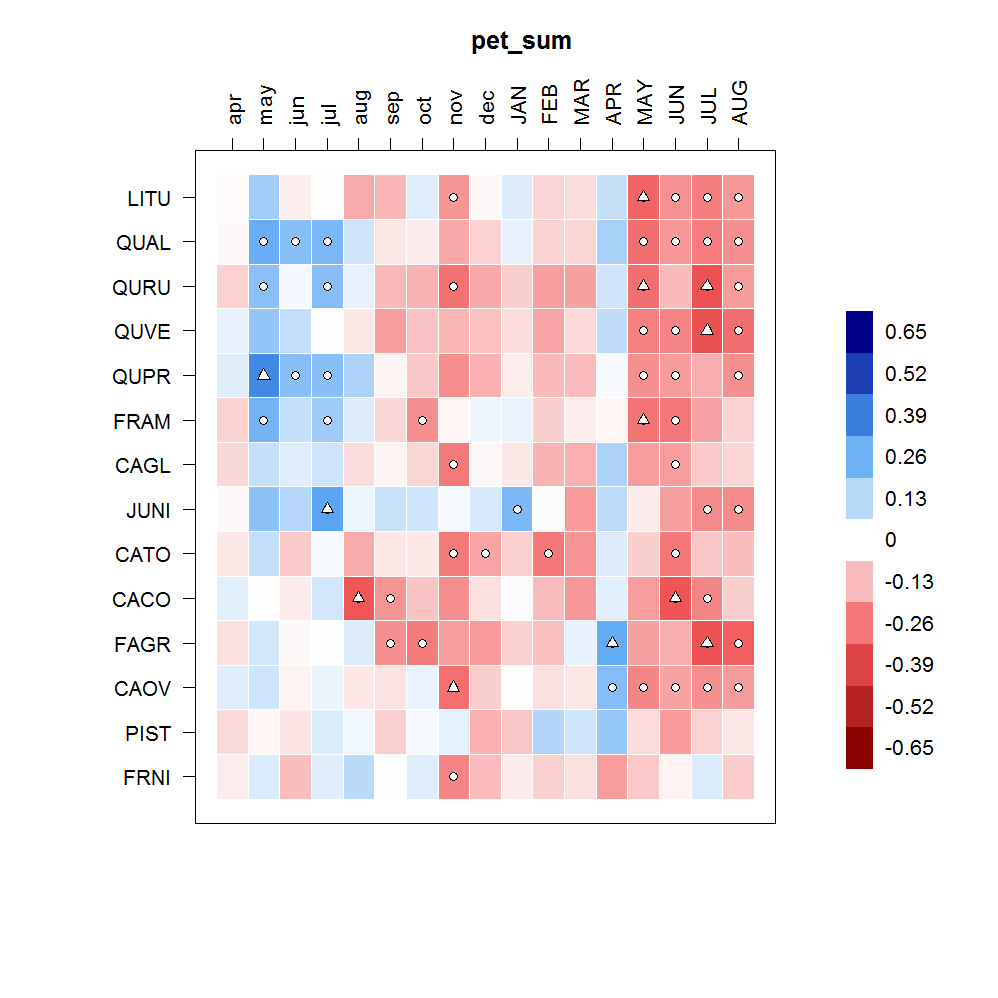 pet_sum
apr may jun jul aug sep oct nov dec JAN FEB MAR APR MAY JUN JUL AUG
LITU
QUAL
QURU
QUVE
QUPR
FRAM
CAGL
JUNI
CATO
CACO
FAGR
CAOV
PIST
FRNI
0.65
0.52
0.39
0.26
0.13
0
-0.13
-0.26
-0.39
-0.52
-0.65